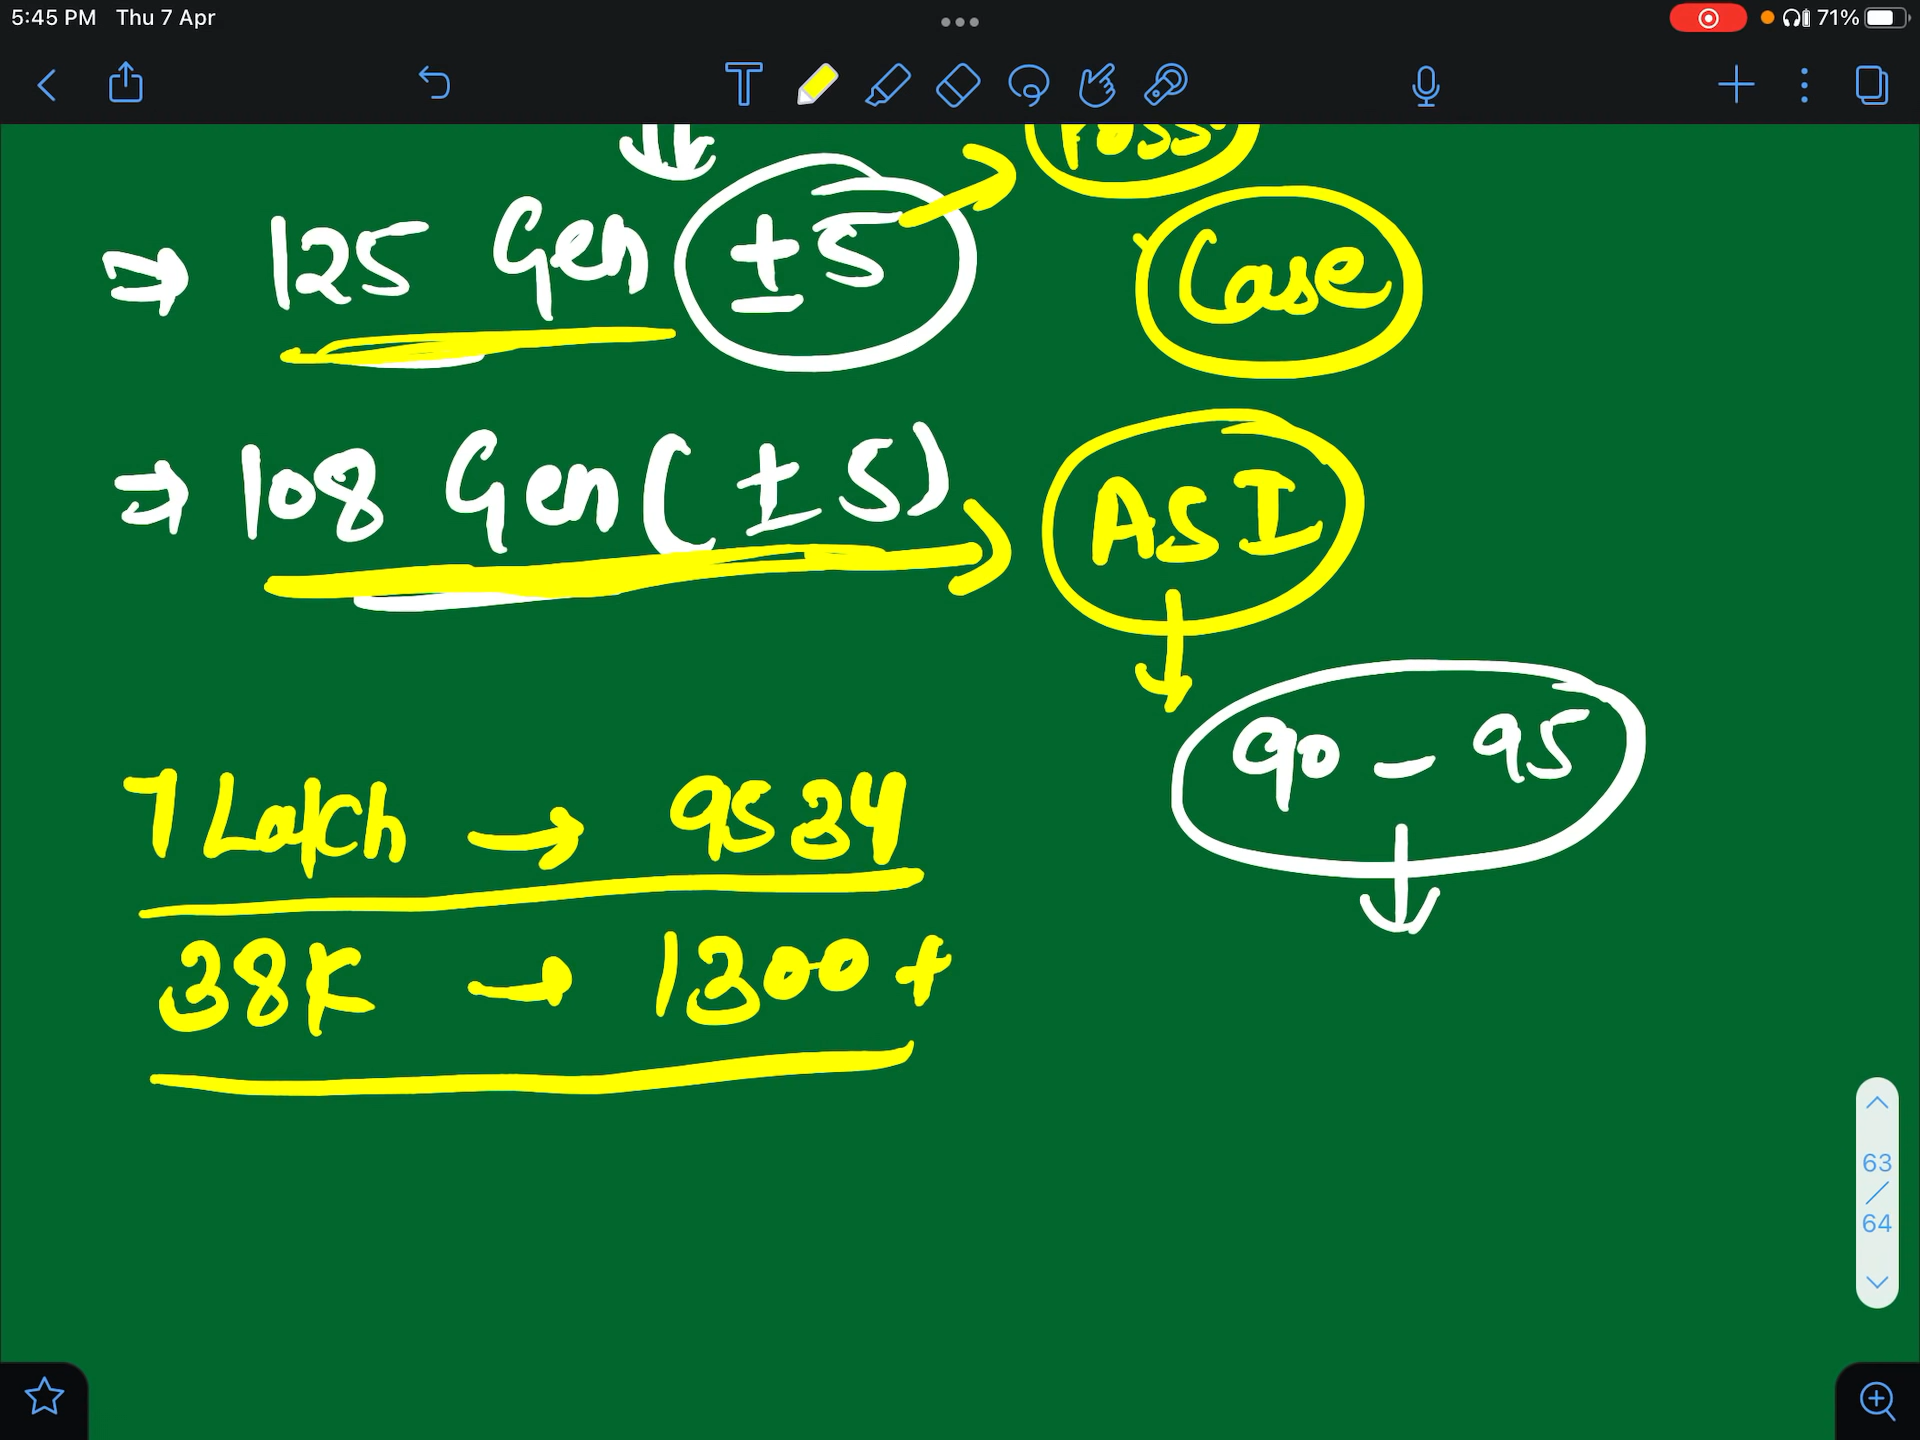 5:45 PM Thu 7 Apr
71%
Poss.
⇒ 125 Gen ±5 → Case
⇒ 108 Gen (±5) → ASI
90 - 95
7 Lakh → 9534
38K → 1300+
63
/
64